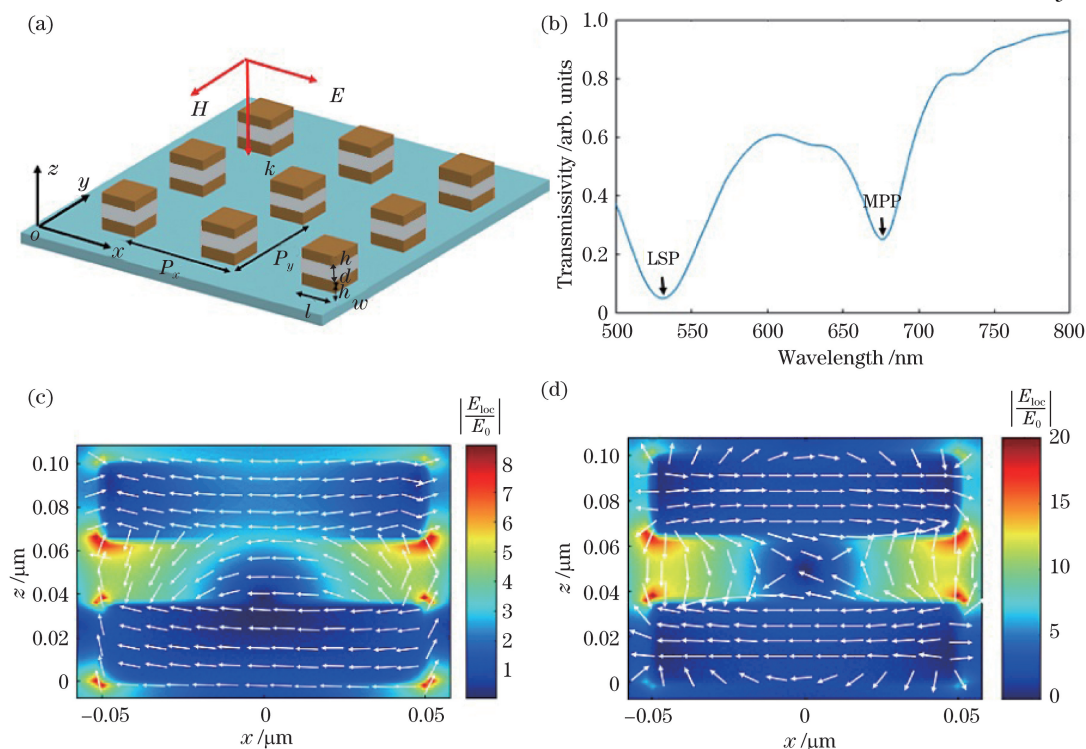 (a)
H
E
k
z
y
o
x
P_x
P_y
h
d
h
l
w
(b)
Transmissivity /arb. units
1.0
0.8
0.6
0.4
0.2
0
LSP
MPP
500 550 600 650 700 750 800
Wavelength /nm
(c)
|E_loc/E_0|
8
7
6
5
4
3
2
1
z /μm
0.10
0.08
0.06
0.04
0.02
0
−0.05 0 0.05
x /μm
(d)
|E_loc/E_0|
20
15
10
5
0
z /μm
0.10
0.08
0.06
0.04
0.02
0
−0.05 0 0.05
x /μm